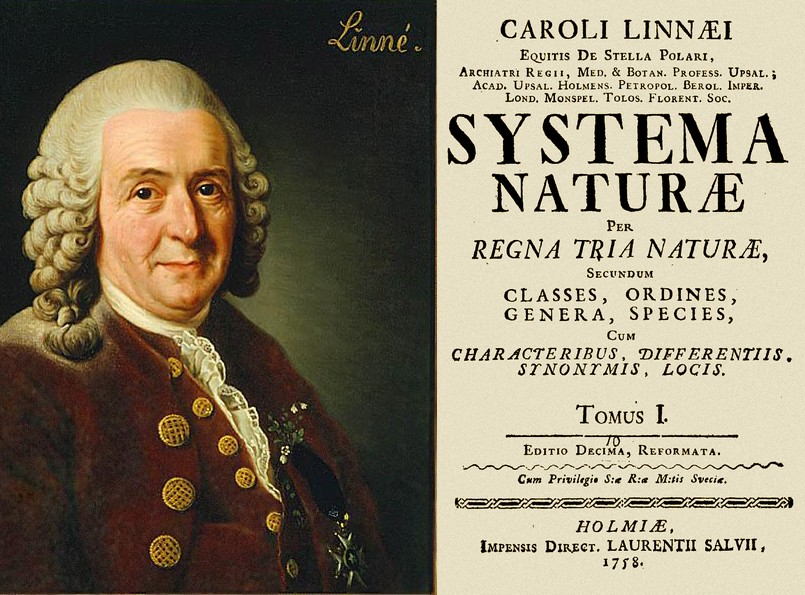 Linné.
CAROLI LINNÆI
EQUITIS DE STELLA POLARI,
ARCHIATRI REGII, MED. & BOTAN. PROFESS. UPSAL.;
ACAD. UPSAL. HOLMENS. PETROPOL. BEROL. IMPER.
LOND. MONSPEL. TOLOS. FLORENT. SOC.
SYSTEMA
NATURÆ
PER
REGNA TRIA NATURÆ,
SECUNDUM
CLASSES, ORDINES,
GENERA, SPECIES,
CUM
CHARACTERIBUS, DIFFERENTIIS.
SYNONYMIS, LOCIS.
TOMUS I.
10
EDITIO DECIMA, REFORMATA.
Cum Privilegio S:æ R:æ M:tis Sveciæ.
HOLMIÆ,
IMPENSIS DIRECT. LAURENTII SALVII,
1758.